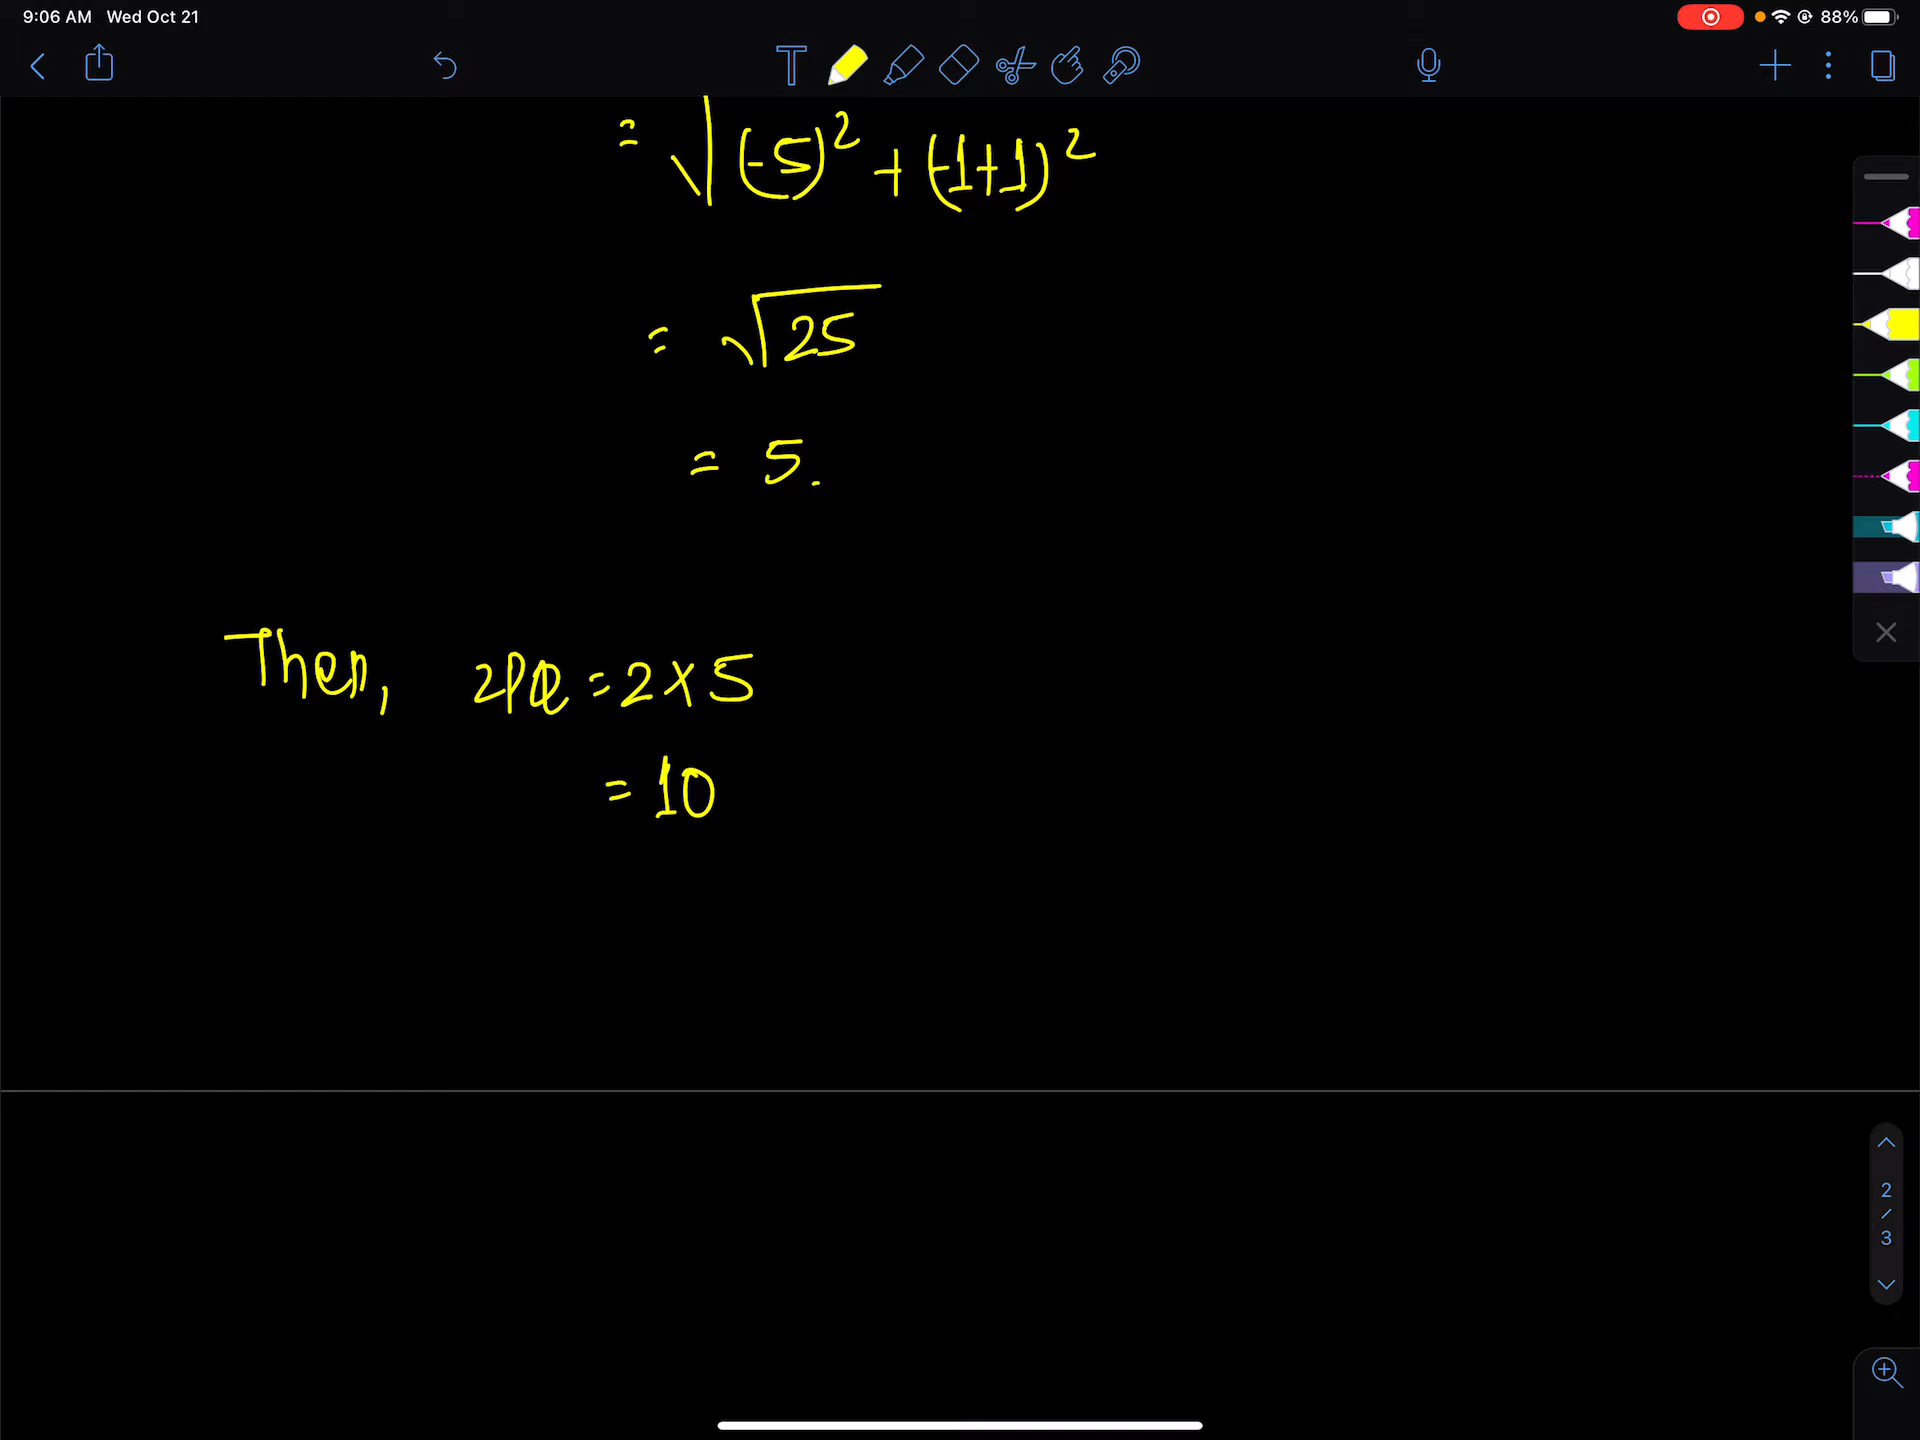 9:06 AM Wed Oct 21
88%
= √(-5)² + (-1+1)²
= √25
= 5.
Then, 2PQ = 2 × 5
= 10
2
/
3